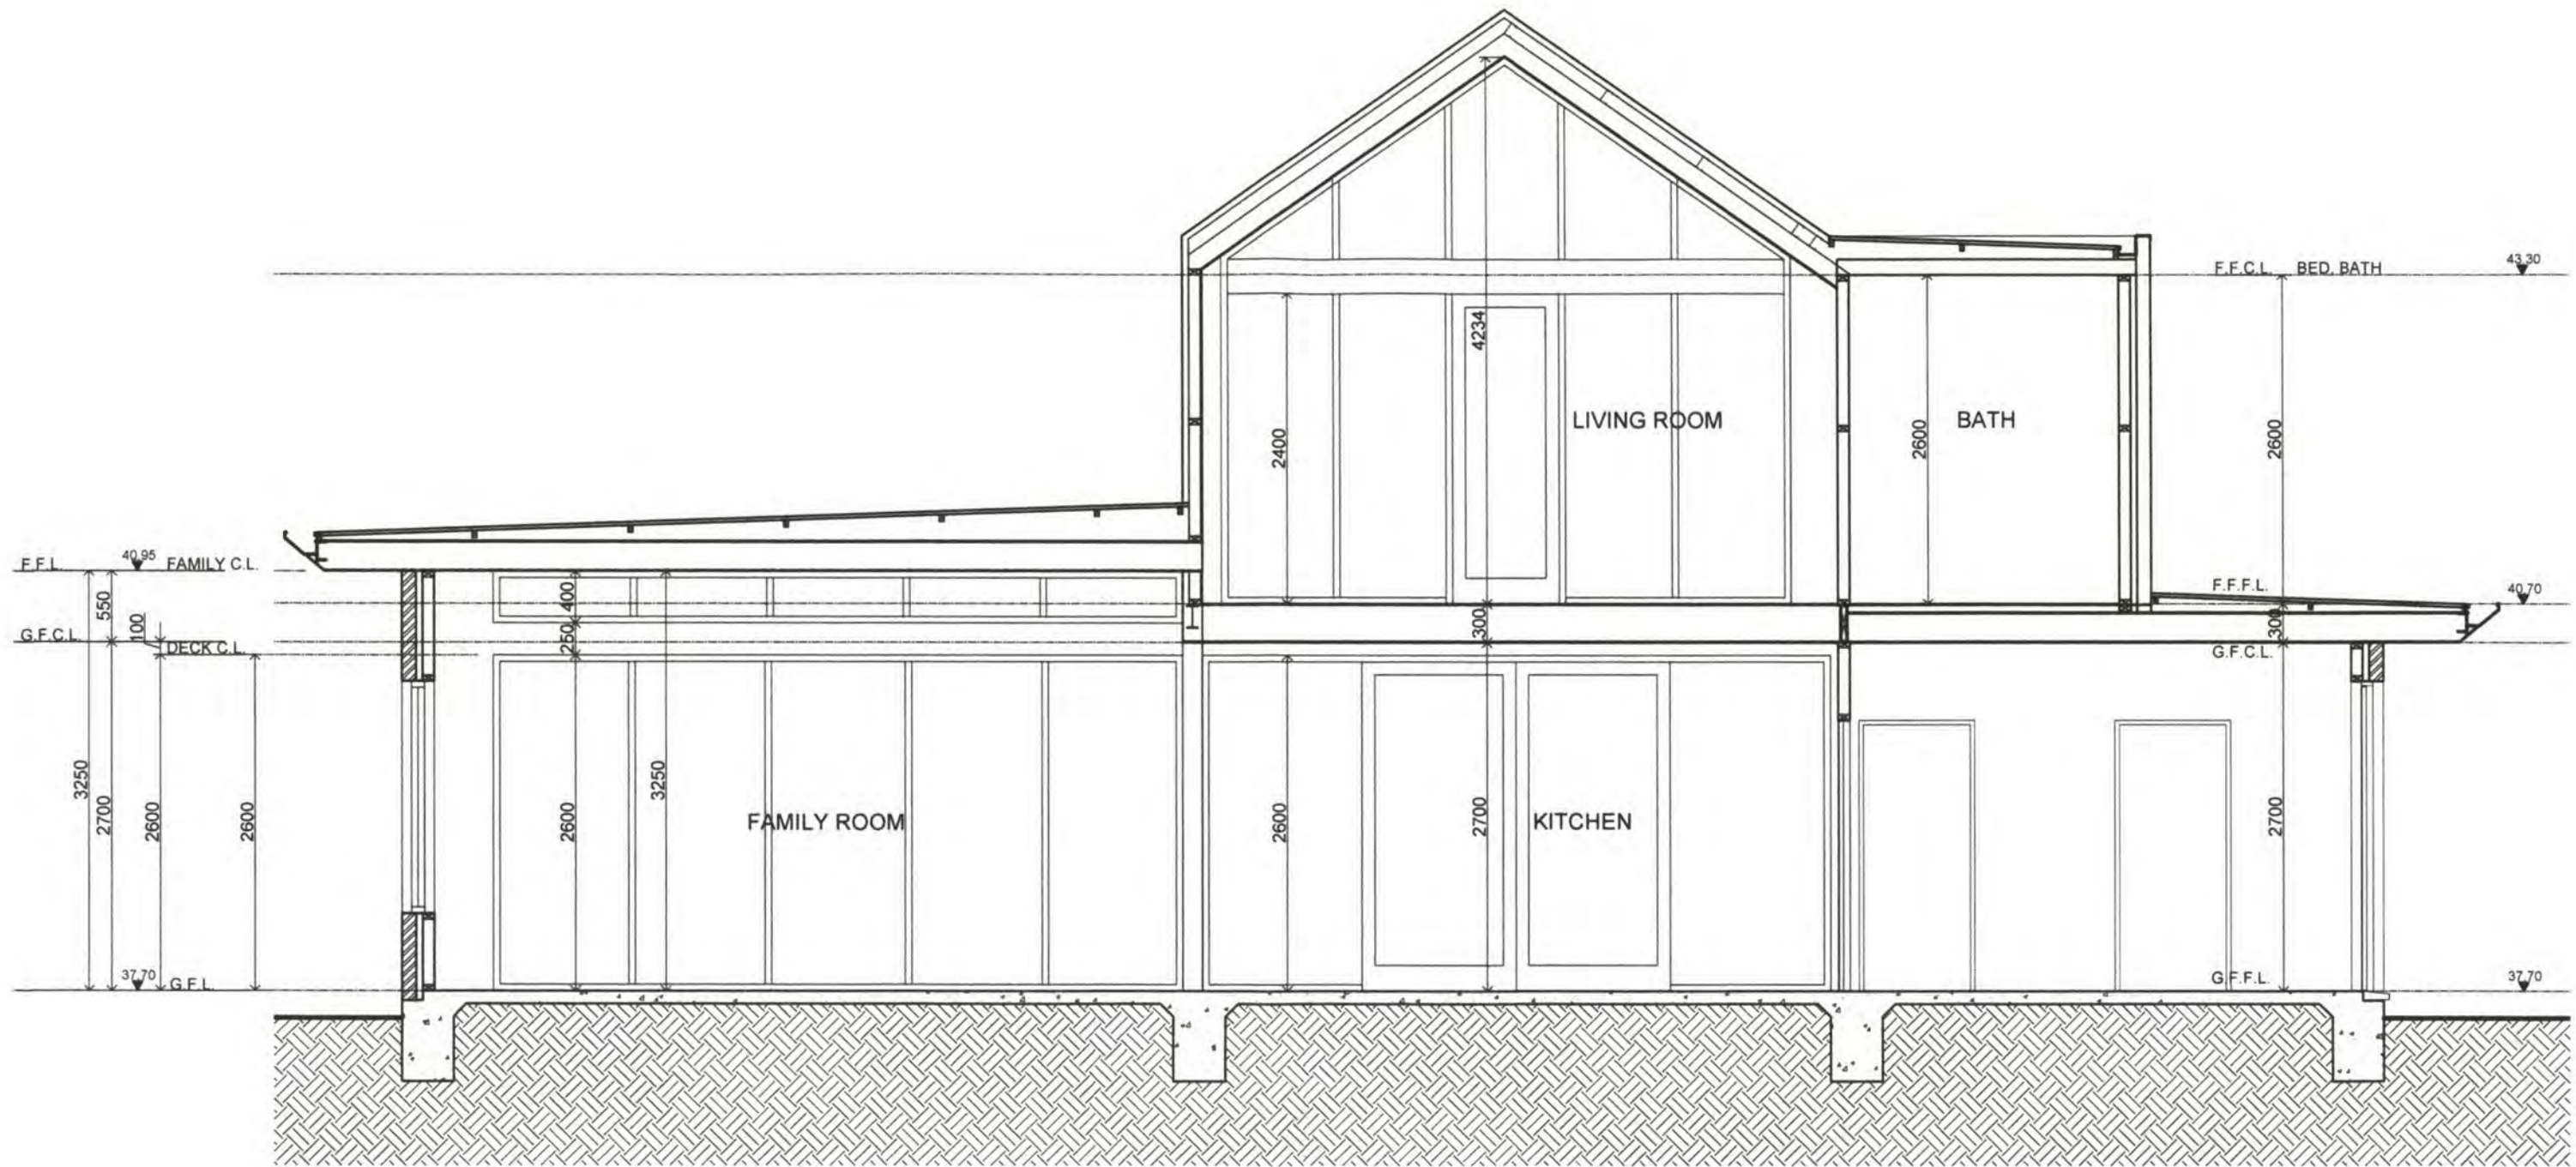 F.F.C.L. BED, BATH 43.30
4234
LIVING ROOM
BATH
2400
2600
2600
F.F.L. 40.95 FAMILY C.L.
F.F.F.L. 40.70
550
100
400
250
300
300
G.F.C.L.
DECK C.L.
G.F.C.L.
3250
2700
2600
2600
2600
3250
FAMILY ROOM
2600
2700
KITCHEN
2700
37.70 G.F.L.
G.F.F.L. 37.70